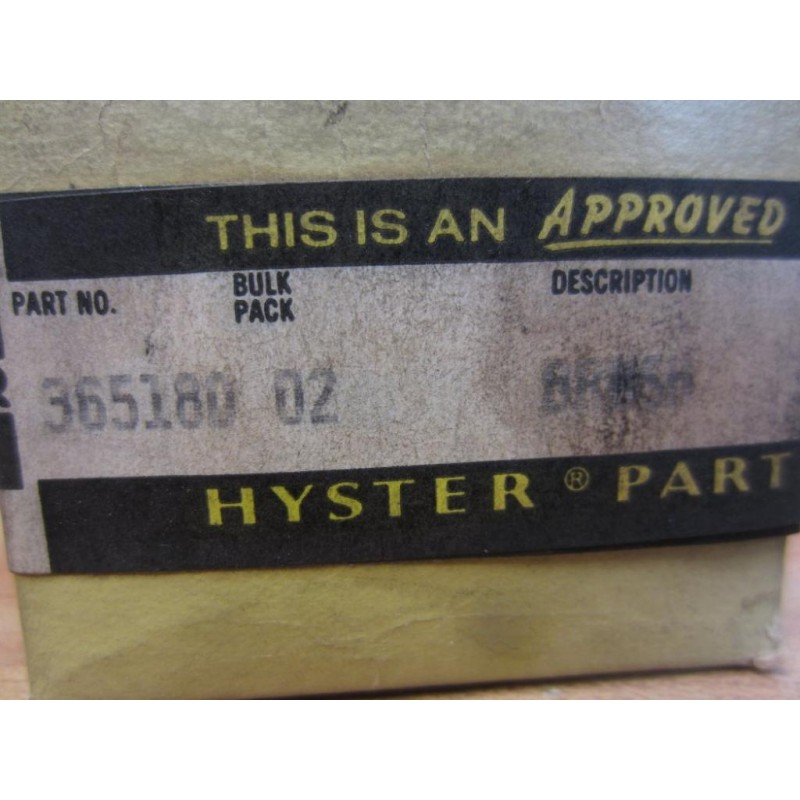 THIS IS AN APPROVED
PART NO. BULK PACK DESCRIPTION
365180 02
HYSTER® PART